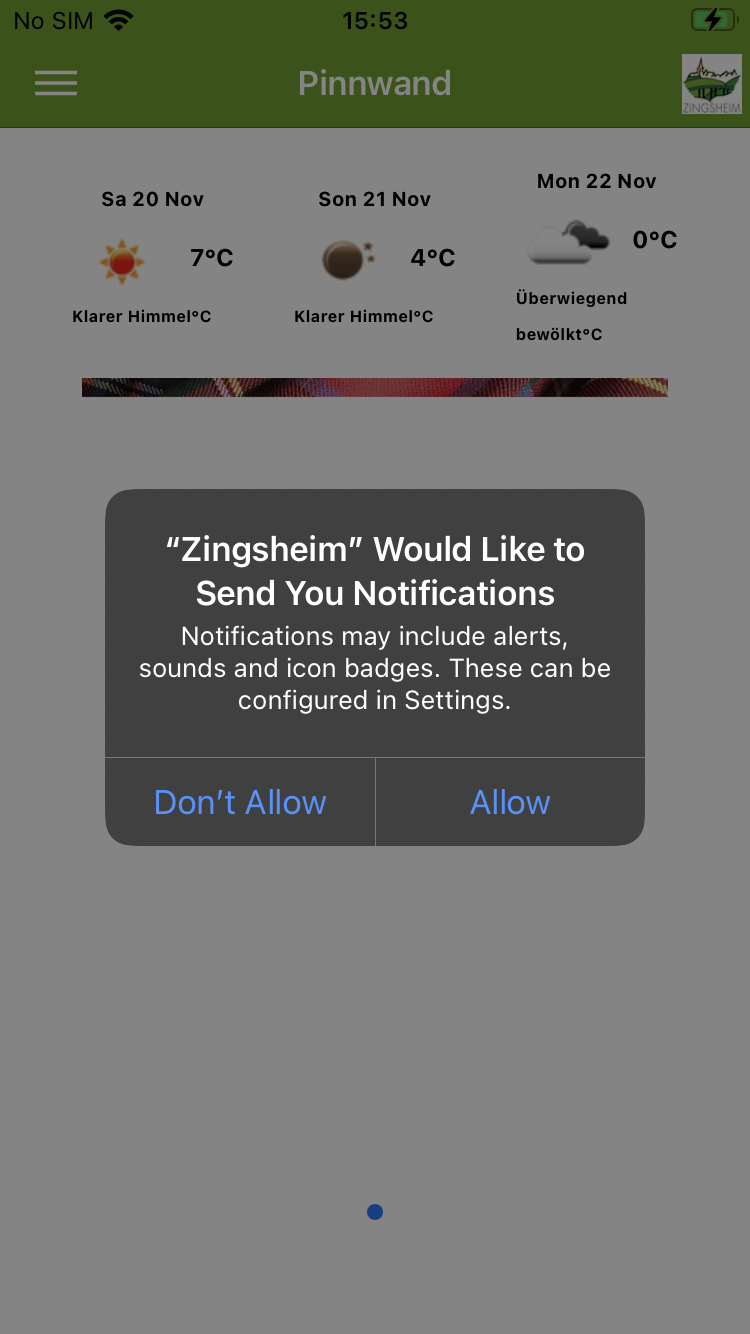 No SIM 15:53
Pinnwand
ZINGSHEIM
Sa 20 Nov
7°C
Klarer Himmel°C
Son 21 Nov
4°C
Klarer Himmel°C
Mon 22 Nov
0°C
Überwiegend
bewölkt°C
“Zingsheim” Would Like to
Send You Notifications
Notifications may include alerts,
sounds and icon badges. These can be
configured in Settings.
Don’t Allow
Allow